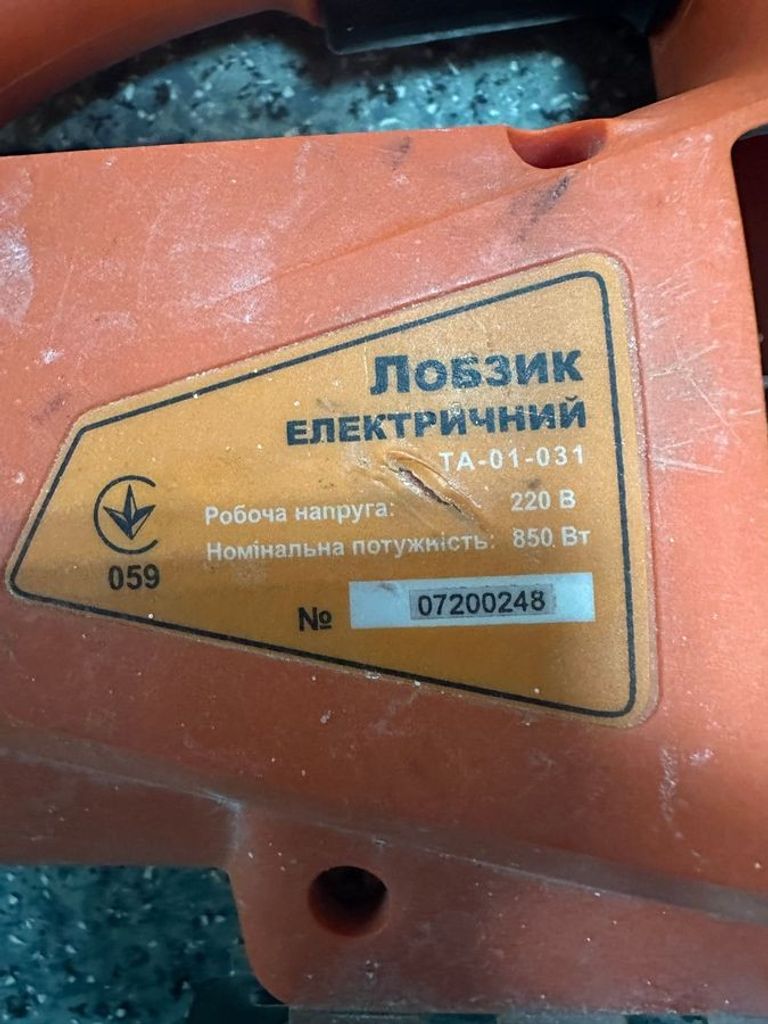 Лобзик
ЕЛЕКТРИЧНИЙ
ТА-01-031
Робоча напруга: 220 В
Номінальна потужність: 850 Вт
059
№ 07200248